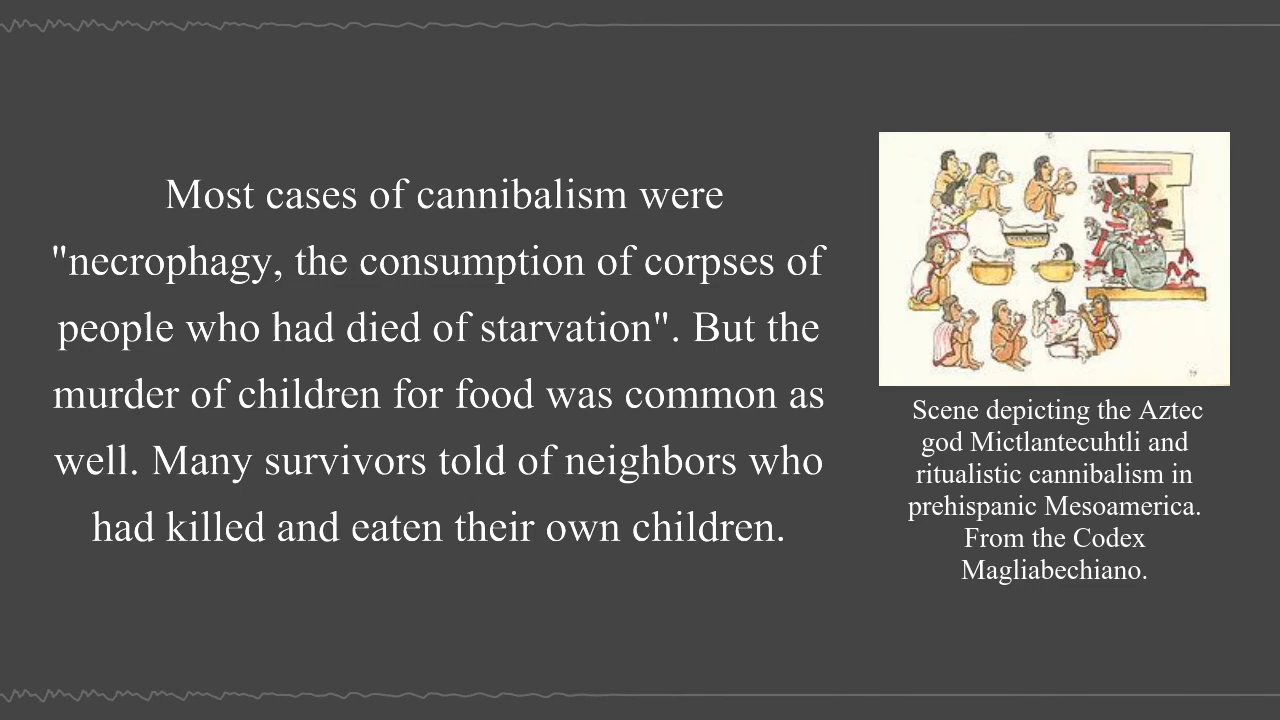 Most cases of cannibalism were
"necrophagy, the consumption of corpses of
people who had died of starvation". But the
murder of children for food was common as
well. Many survivors told of neighbors who
had killed and eaten their own children.
Scene depicting the Aztec
god Mictlantecuhtli and
ritualistic cannibalism in
prehispanic Mesoamerica.
From the Codex
Magliabechiano.